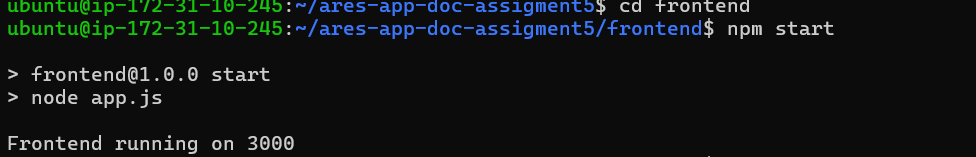 ubuntu@ip-172-31-10-245:~/ares-app-doc-assigment5$ cd frontend
ubuntu@ip-172-31-10-245:~/ares-app-doc-assigment5/frontend$ npm start
> frontend@1.0.0 start
> node app.js
Frontend running on 3000